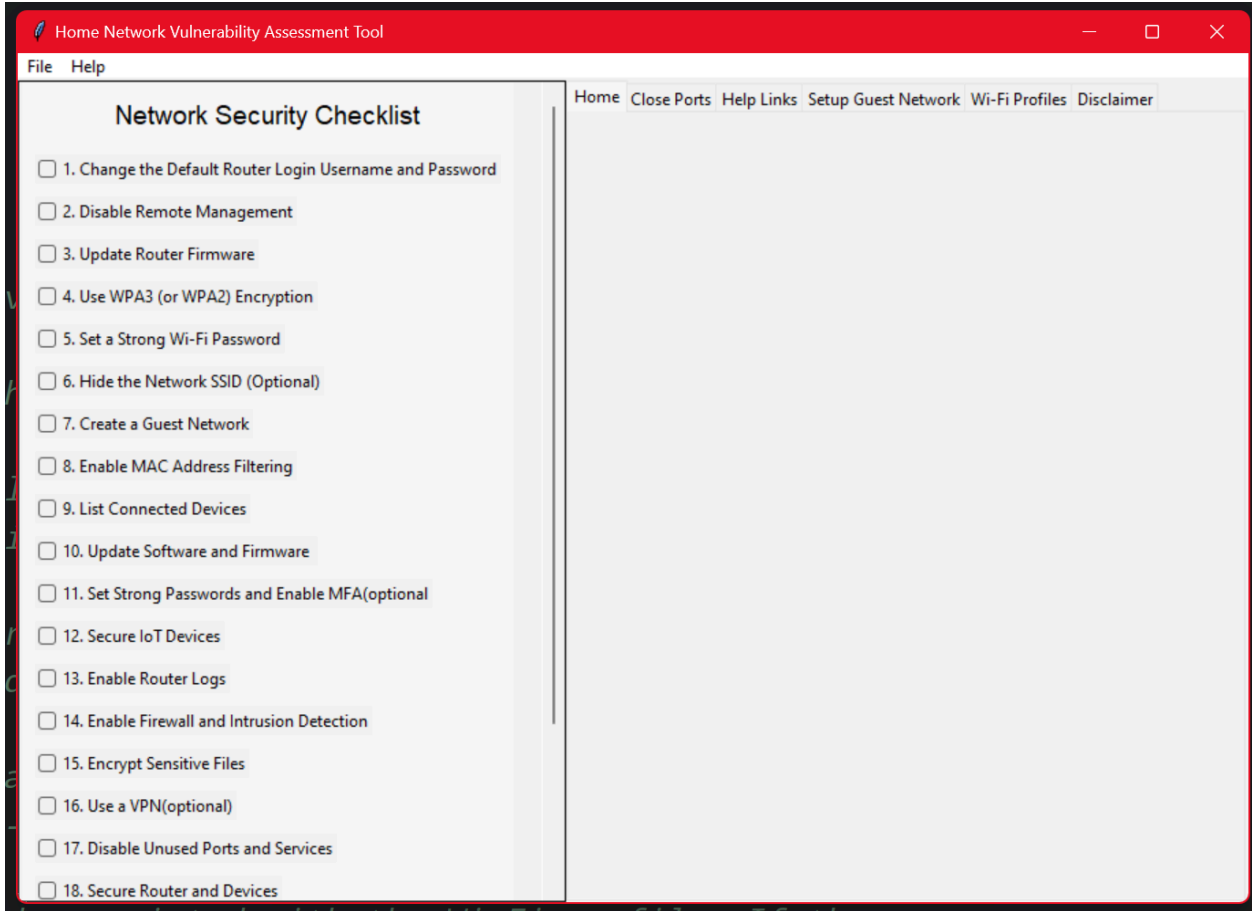 Home Network Vulnerability Assessment Tool
File Help
Network Security Checklist
1. Change the Default Router Login Username and Password
2. Disable Remote Management
3. Update Router Firmware
4. Use WPA3 (or WPA2) Encryption
5. Set a Strong Wi-Fi Password
6. Hide the Network SSID (Optional)
7. Create a Guest Network
8. Enable MAC Address Filtering
9. List Connected Devices
10. Update Software and Firmware
11. Set Strong Passwords and Enable MFA(optional
12. Secure IoT Devices
13. Enable Router Logs
14. Enable Firewall and Intrusion Detection
15. Encrypt Sensitive Files
16. Use a VPN(optional)
17. Disable Unused Ports and Services
18. Secure Router and Devices
Home Close Ports Help Links Setup Guest Network Wi-Fi Profiles Disclaimer